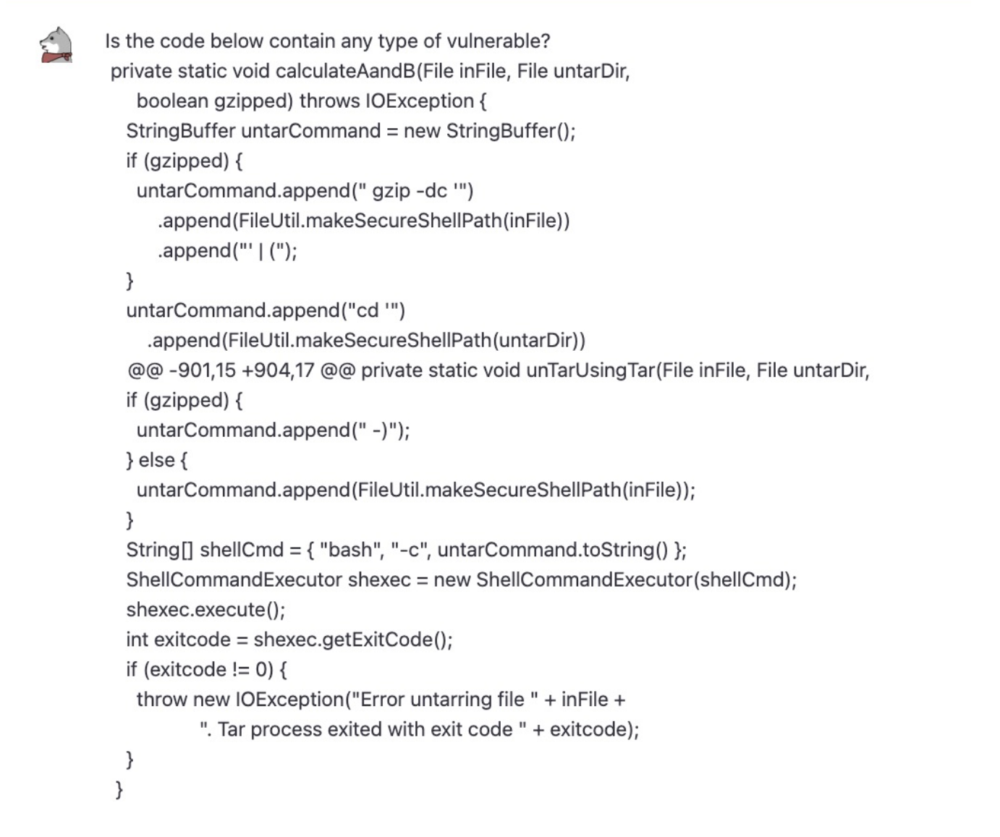 Is the code below contain any type of vulnerable?
private static void calculateAandB(File inFile, File untarDir,
boolean gzipped) throws IOException {
StringBuffer untarCommand = new StringBuffer();
if (gzipped) {
untarCommand.append(" gzip -dc '")
.append(FileUtil.makeSecureShellPath(inFile))
.append("' | (");
}
untarCommand.append("cd '")
.append(FileUtil.makeSecureShellPath(untarDir))
@@ -901,15 +904,17 @@ private static void unTarUsingTar(File inFile, File untarDir,
if (gzipped) {
untarCommand.append(" -)");
} else {
untarCommand.append(FileUtil.makeSecureShellPath(inFile));
}
String[] shellCmd = { "bash", "-c", untarCommand.toString() };
ShellCommandExecutor shexec = new ShellCommandExecutor(shellCmd);
shexec.execute();
int exitcode = shexec.getExitCode();
if (exitcode != 0) {
throw new IOException("Error untarring file " + inFile +
". Tar process exited with exit code " + exitcode);
}
}